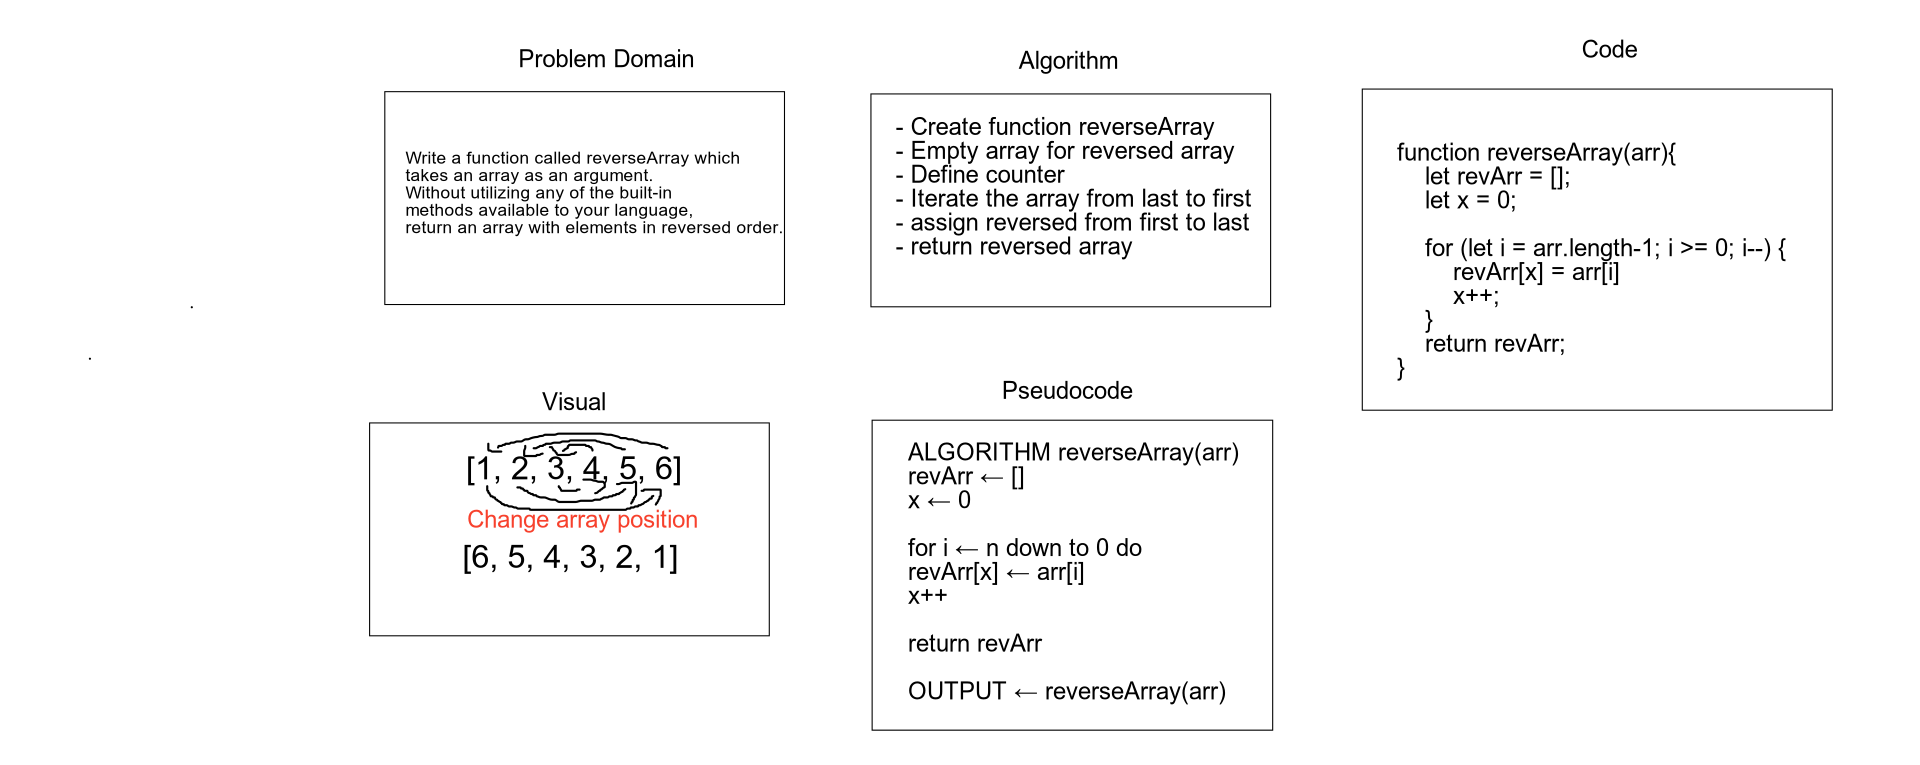 Problem Domain
Write a function called reverseArray which
takes an array as an argument.
Without utilizing any of the built-in
methods available to your language,
return an array with elements in reversed order.
Algorithm
- Create function reverseArray
- Empty array for reversed array
- Define counter
- Iterate the array from last to first
- assign reversed from first to last
- return reversed array
Code
function reverseArray(arr){
let revArr = [];
let x = 0;
for (let i = arr.length-1; i >= 0; i--) {
revArr[x] = arr[i]
x++;
}
return revArr;
}
Visual
[1, 2, 3, 4, 5, 6]
Change array position
[6, 5, 4, 3, 2, 1]
Pseudocode
ALGORITHM reverseArray(arr)
revArr ← []
x ← 0
for i ← n down to 0 do
revArr[x] ← arr[i]
x++
return revArr
OUTPUT ← reverseArray(arr)